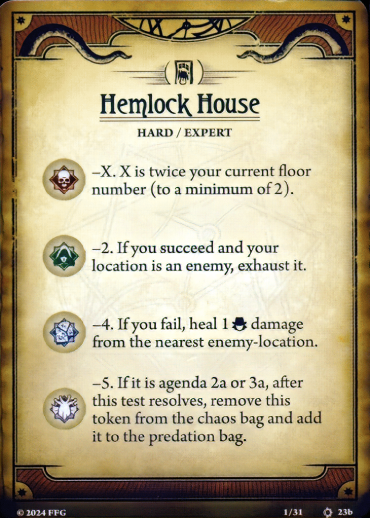 Hemlock House
HARD / EXPERT
–X. X is twice your current floor
number (to a minimum of 2).
–2. If you succeed and your
location is an enemy, exhaust it.
–4. If you fail, heal 1 damage
from the nearest enemy-location.
–5. If it is agenda 2a or 3a, after
this test resolves, remove this
token from the chaos bag and add
it to the predation bag.
© 2024 FFG 1/31 23b